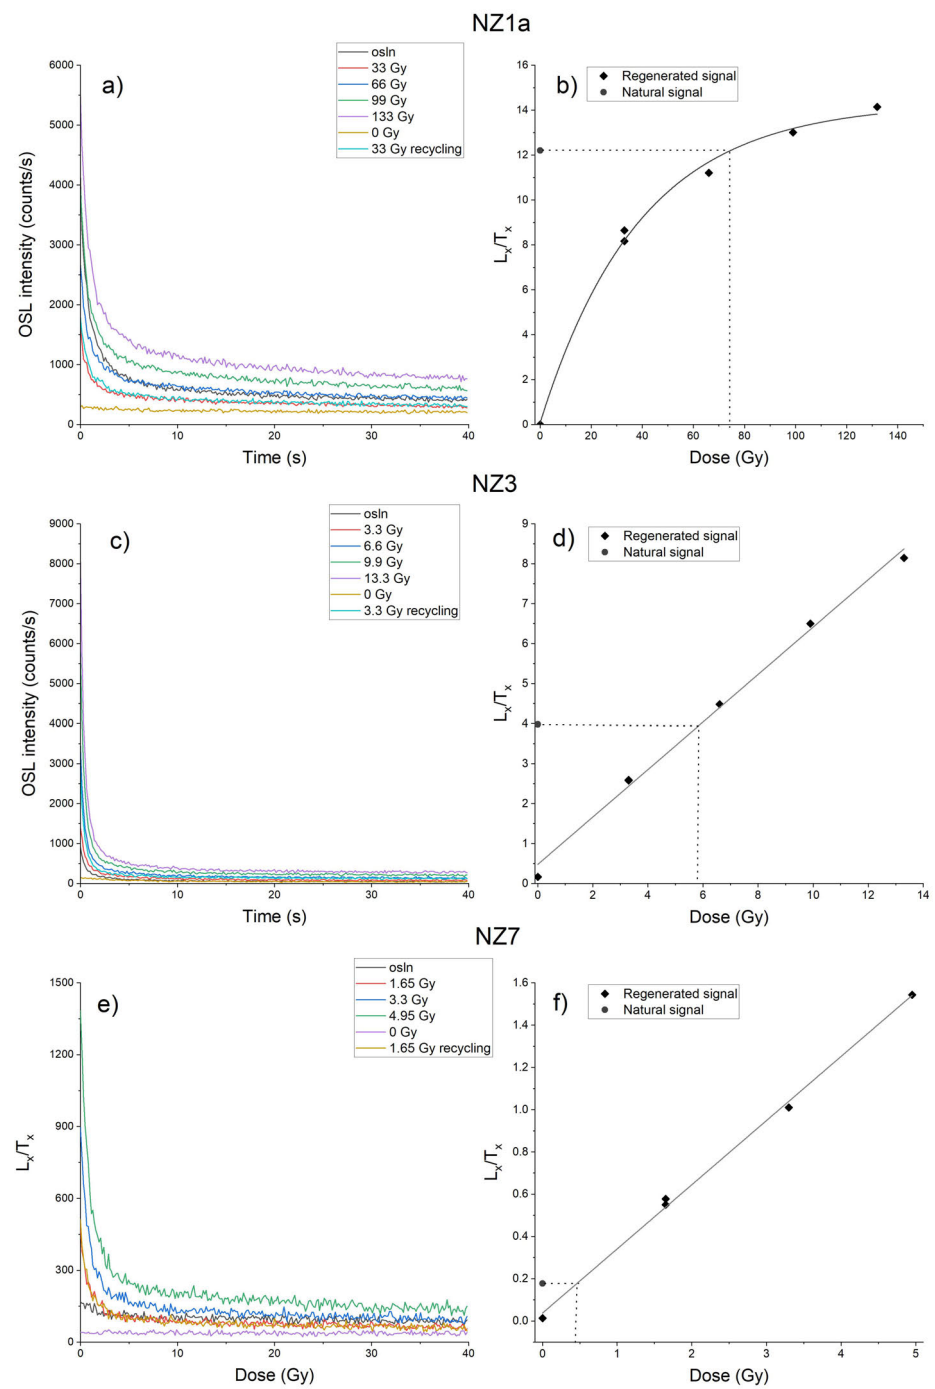 NZ1a
a)
osln
33 Gy
66 Gy
99 Gy
133 Gy
0 Gy
33 Gy recycling
6000
5000
4000
3000
2000
1000
0
OSL intensity (counts/s)
0 10 20 30 40
Time (s)
b)
Regenerated signal
Natural signal
16
14
12
10
8
6
4
2
0
Lx/Tx
0 20 40 60 80 100 120 140
Dose (Gy)
NZ3
c)
osln
3.3 Gy
6.6 Gy
9.9 Gy
13.3 Gy
0 Gy
3.3 Gy recycling
9000
8000
7000
6000
5000
4000
3000
2000
1000
0
OSL intensity (counts/s)
0 10 20 30 40
Time (s)
d)
Regenerated signal
Natural signal
9
8
7
6
5
4
3
2
1
0
Lx/Tx
0 2 4 6 8 10 12 14
Dose (Gy)
NZ7
e)
osln
1.65 Gy
3.3 Gy
4.95 Gy
0 Gy
1.65 Gy recycling
1500
1200
900
600
300
0
Lx/Tx
0 10 20 30 40
Dose (Gy)
f)
Regenerated signal
Natural signal
1.6
1.4
1.2
1.0
0.8
0.6
0.4
0.2
0.0
Lx/Tx
0 1 2 3 4 5
Dose (Gy)